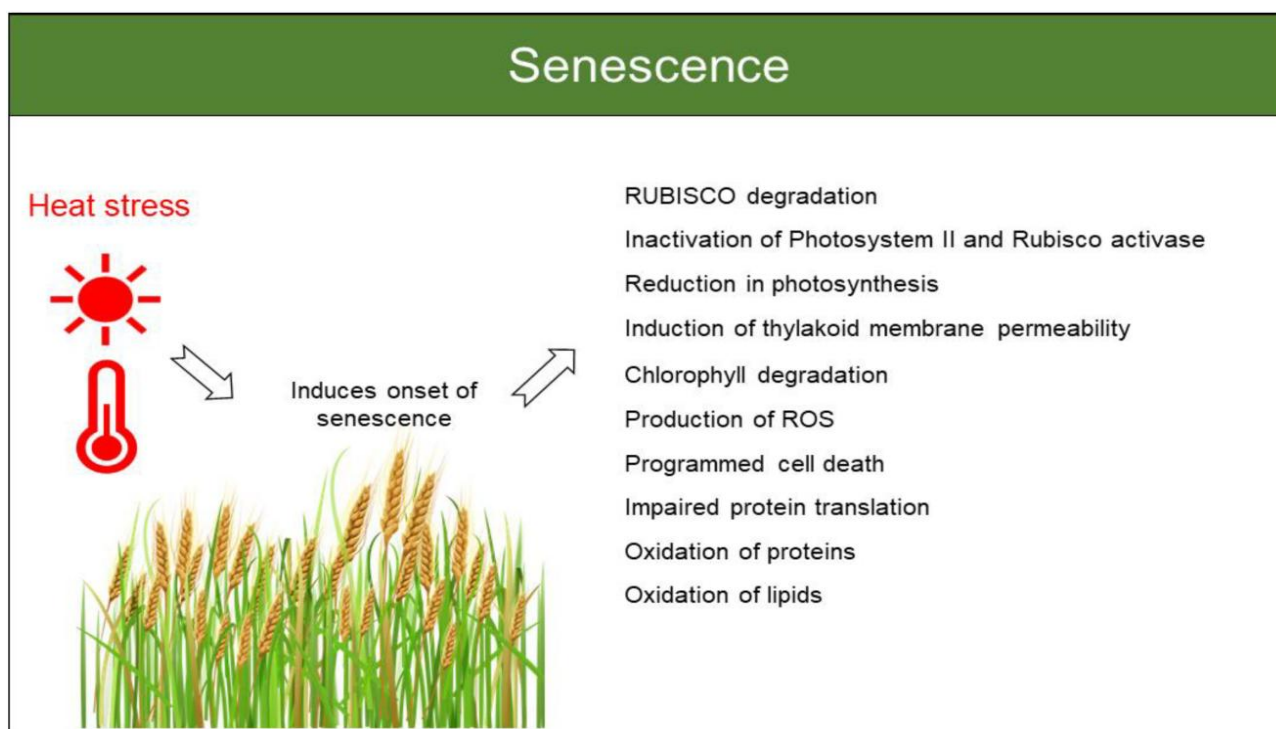 Senescence
Heat stress
Induces onset of
senescence
RUBISCO degradation
Inactivation of Photosystem II and Rubisco activase
Reduction in photosynthesis
Induction of thylakoid membrane permeability
Chlorophyll degradation
Production of ROS
Programmed cell death
Impaired protein translation
Oxidation of proteins
Oxidation of lipids